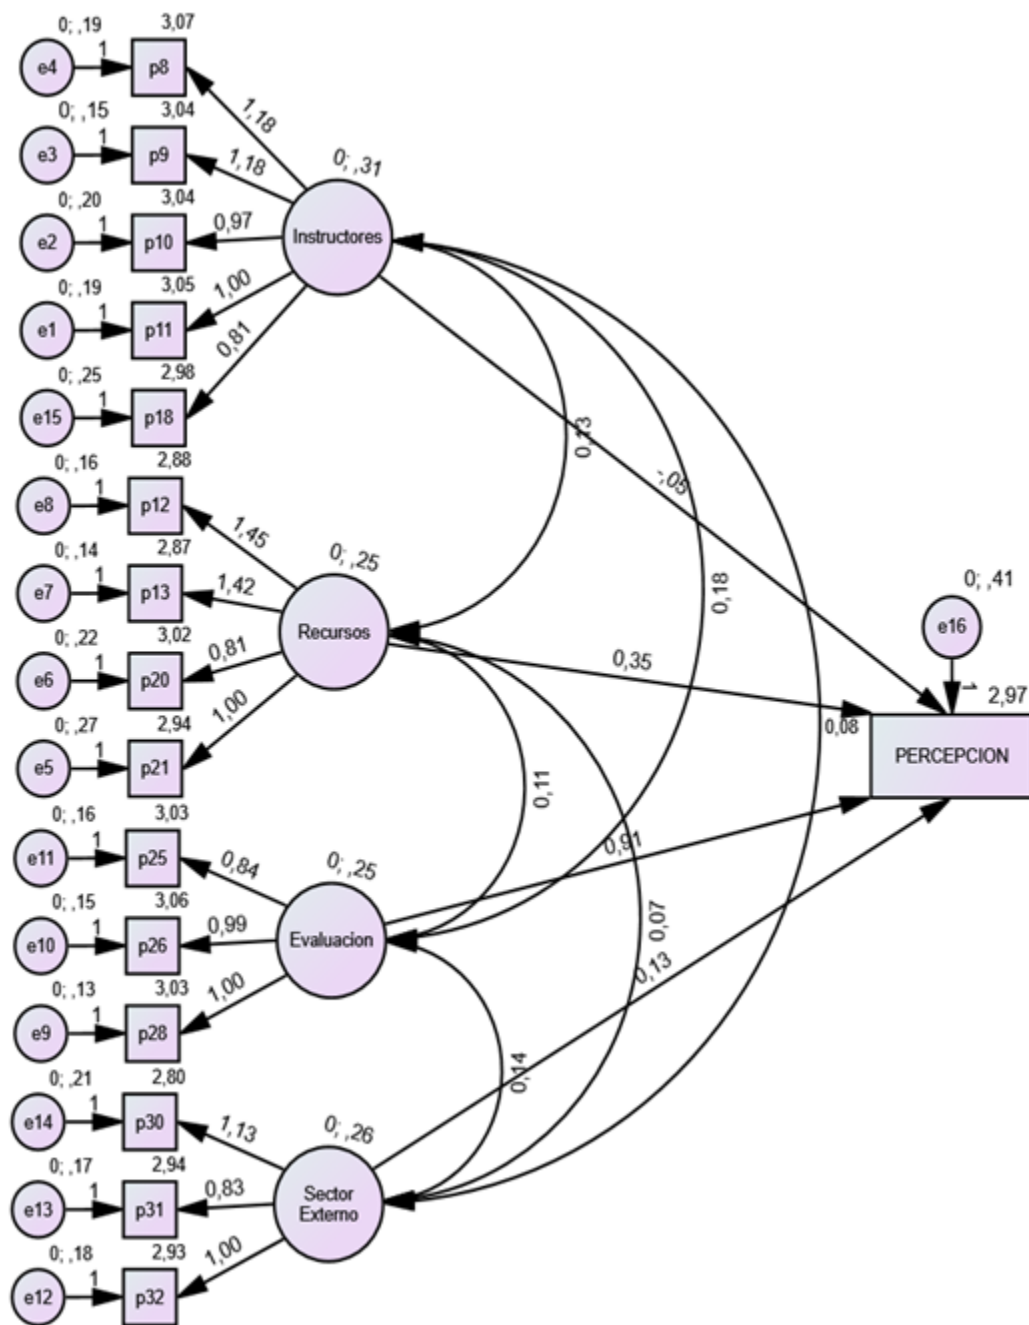 0; ,19
3,07
e4
1
p8
1,18
0; ,15
3,04
e3
1
p9
1,18
0; ,31
0; ,20
3,04
e2
1
p10
0,97
Instructores
0; ,19
3,05
e1
1
p11
1,00
0,81
0; ,25
2,98
e15
1
p18
0,13
-,05
0; ,16
2,88
e8
1
p12
1,45
0; ,14
2,87
e7
1
p13
1,42
0; ,25
0,18
0; ,41
e16
1
0; ,22
3,02
e6
1
p20
0,81
Recursos
0,35
2,97
0; ,27
2,94
e5
1
p21
1,00
0,08
PERCEPCION
0,11
0; ,16
3,03
e11
1
p25
0,84
0; ,25
0,91
0; ,15
3,06
e10
1
p26
0,99
Evaluacion
0,07
0,13
0; ,13
3,03
e9
1
p28
1,00
0,14
0; ,21
2,80
e14
1
p30
1,13
0; ,26
0; ,17
2,94
e13
1
p31
0,83
Sector
Externo
0; ,18
2,93
e12
1
p32
1,00